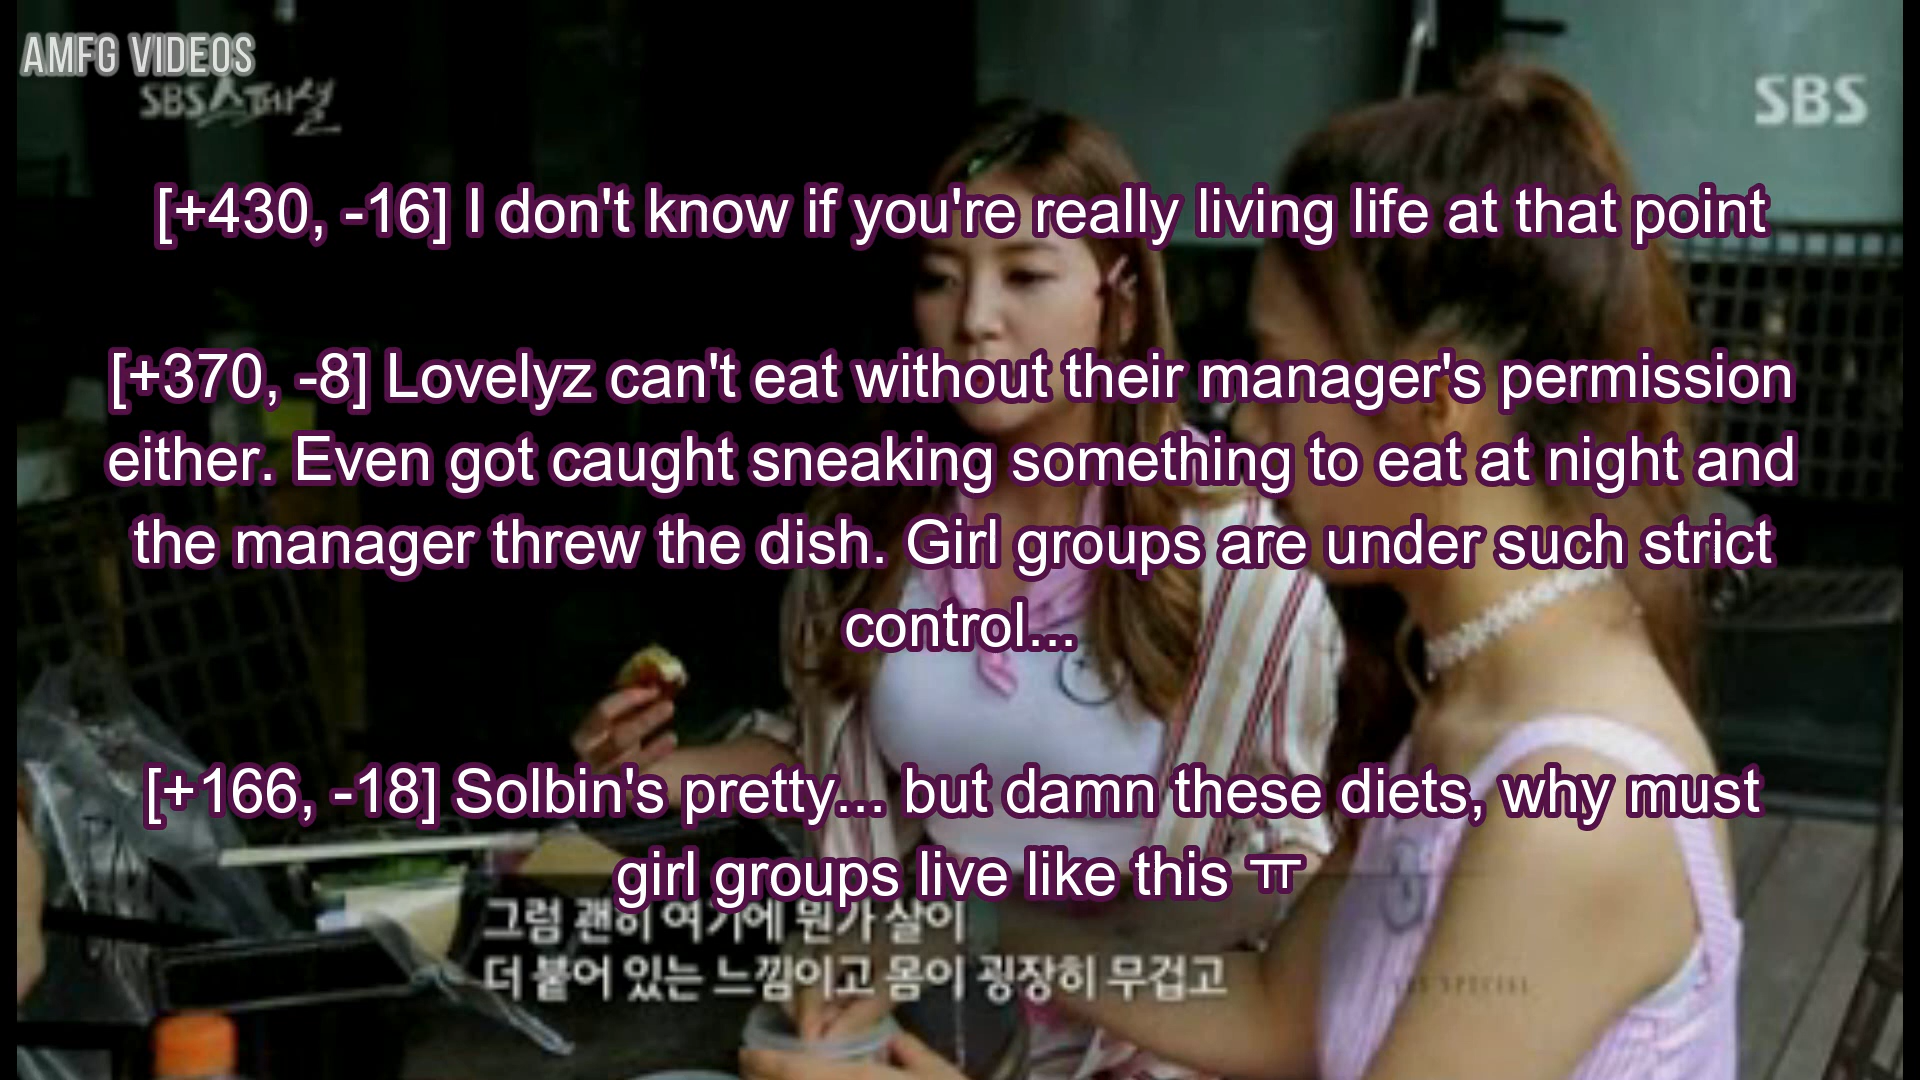 AMFG VIDEOS
SBS스페셜
SBS
[+430, -16] I don't know if you're really living life at that point
[+370, -8] Lovelyz can't eat without their manager's permission
either. Even got caught sneaking something to eat at night and
the manager threw the dish. Girl groups are under such strict
control...
[+166, -18] Solbin's pretty... but damn these diets, why must
girl groups live like this ㅠ
그럼 괜히 여기에 뭔가 살이
더 붙어 있는 느낌이고 몸이 굉장히 무겁고
SBS SPECIAL